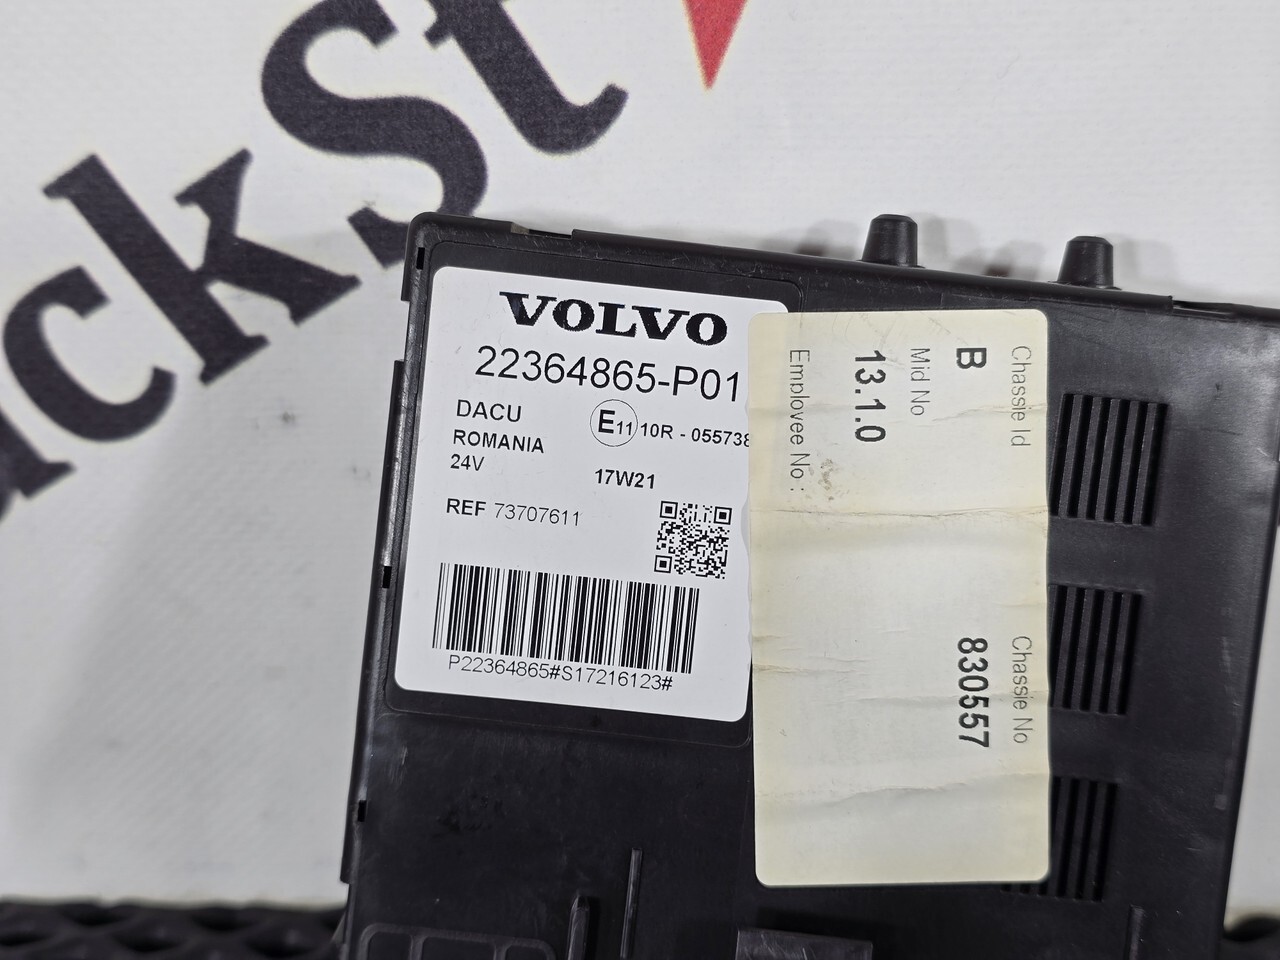 uckSt
VOLVO
22364865-P01
DACU
ROMANIA
24V
E11 10R - 055738
17W21
REF 73707611
P22364865#S17216123#
Chassie Id
B
Mid No
13.1.0
Employee No :
Chassie No
830557